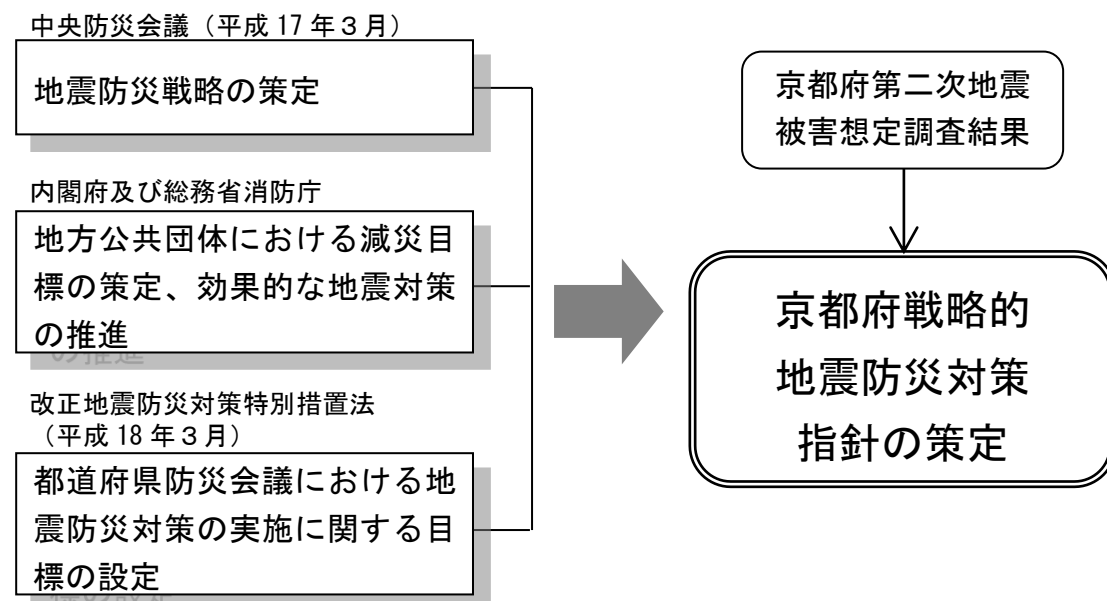 中央防災会議（平成 17 年３月）
地震防災戦略の策定
内閣府及び総務省消防庁
地方公共団体における減災目
標の策定、効果的な地震対策
の推進
改正地震防災対策特別措置法
（平成 18 年３月）
都道府県防災会議における地
震防災対策の実施に関する目
標の設定
京都府第二次地震
被害想定調査結果
京都府戦略的
地震防災対策
指針の策定